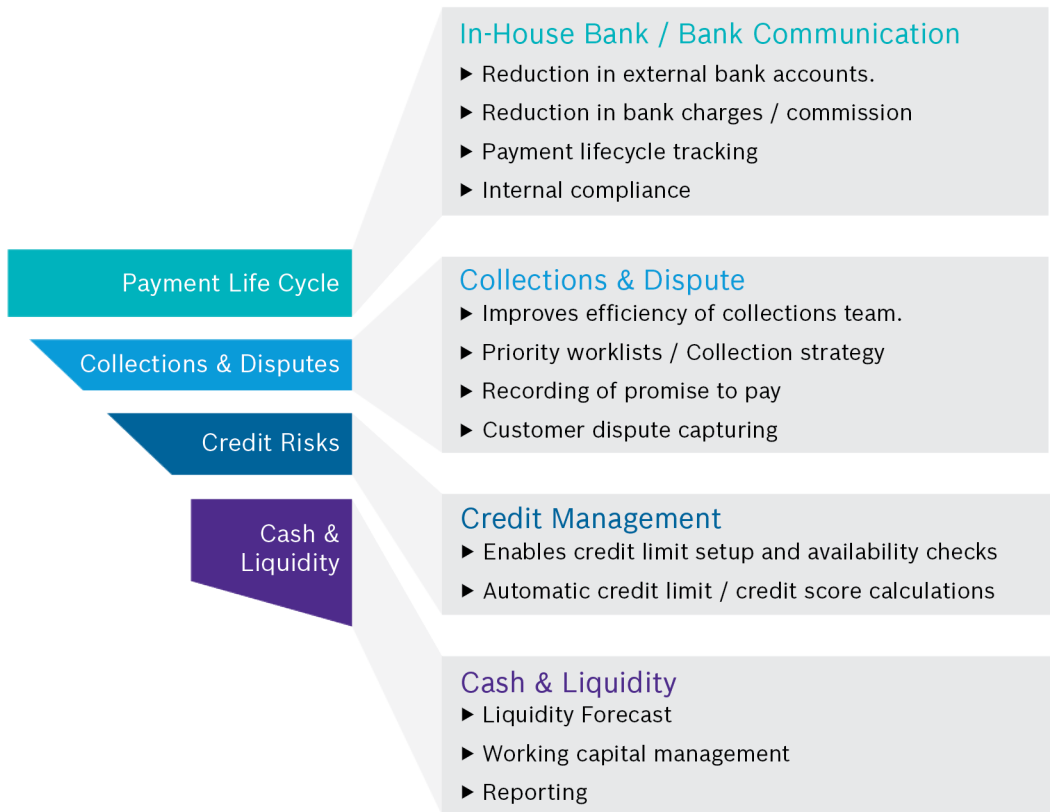 In-House Bank / Bank Communication
▶ Reduction in external bank accounts.
▶ Reduction in bank charges / commission
▶ Payment lifecycle tracking
▶ Internal compliance
Payment Life Cycle
Collections & Disputes
Credit Risks
Cash &
Liquidity
Collections & Dispute
▶ Improves efficiency of collections team.
▶ Priority worklists / Collection strategy
▶ Recording of promise to pay
▶ Customer dispute capturing
Credit Management
▶ Enables credit limit setup and availability checks
▶ Automatic credit limit / credit score calculations
Cash & Liquidity
▶ Liquidity Forecast
▶ Working capital management
▶ Reporting